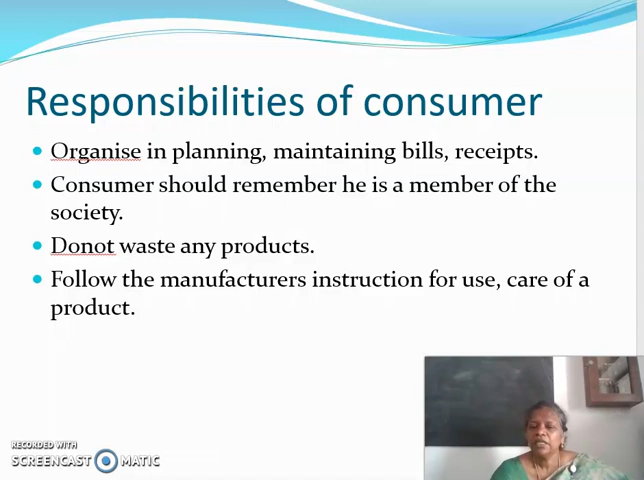 Responsibilities of consumer
Organise in planning, maintaining bills, receipts.
Consumer should remember he is a member of the
society.
Donot waste any products.
Follow the manufacturers instruction for use, care of a
product.
RECORDED WITH
SCREENCAST MATIC